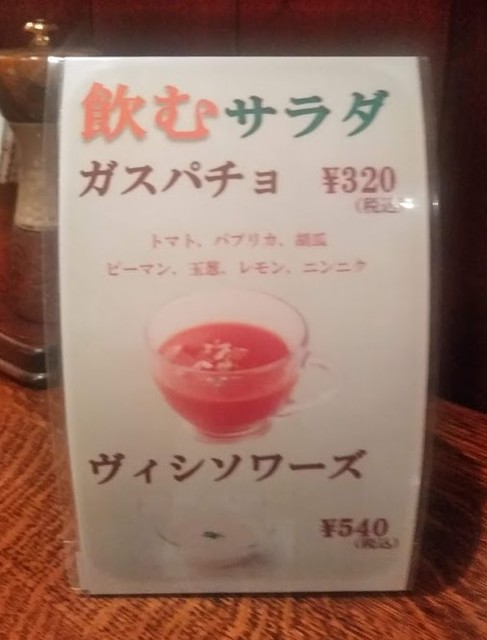 飲むサラダ
ガスパチョ ¥320
(税込)
トマト、パプリカ、胡瓜
ピーマン、玉葱、レモン、ニンニク
ヴィシソワーズ
¥540
(税込)